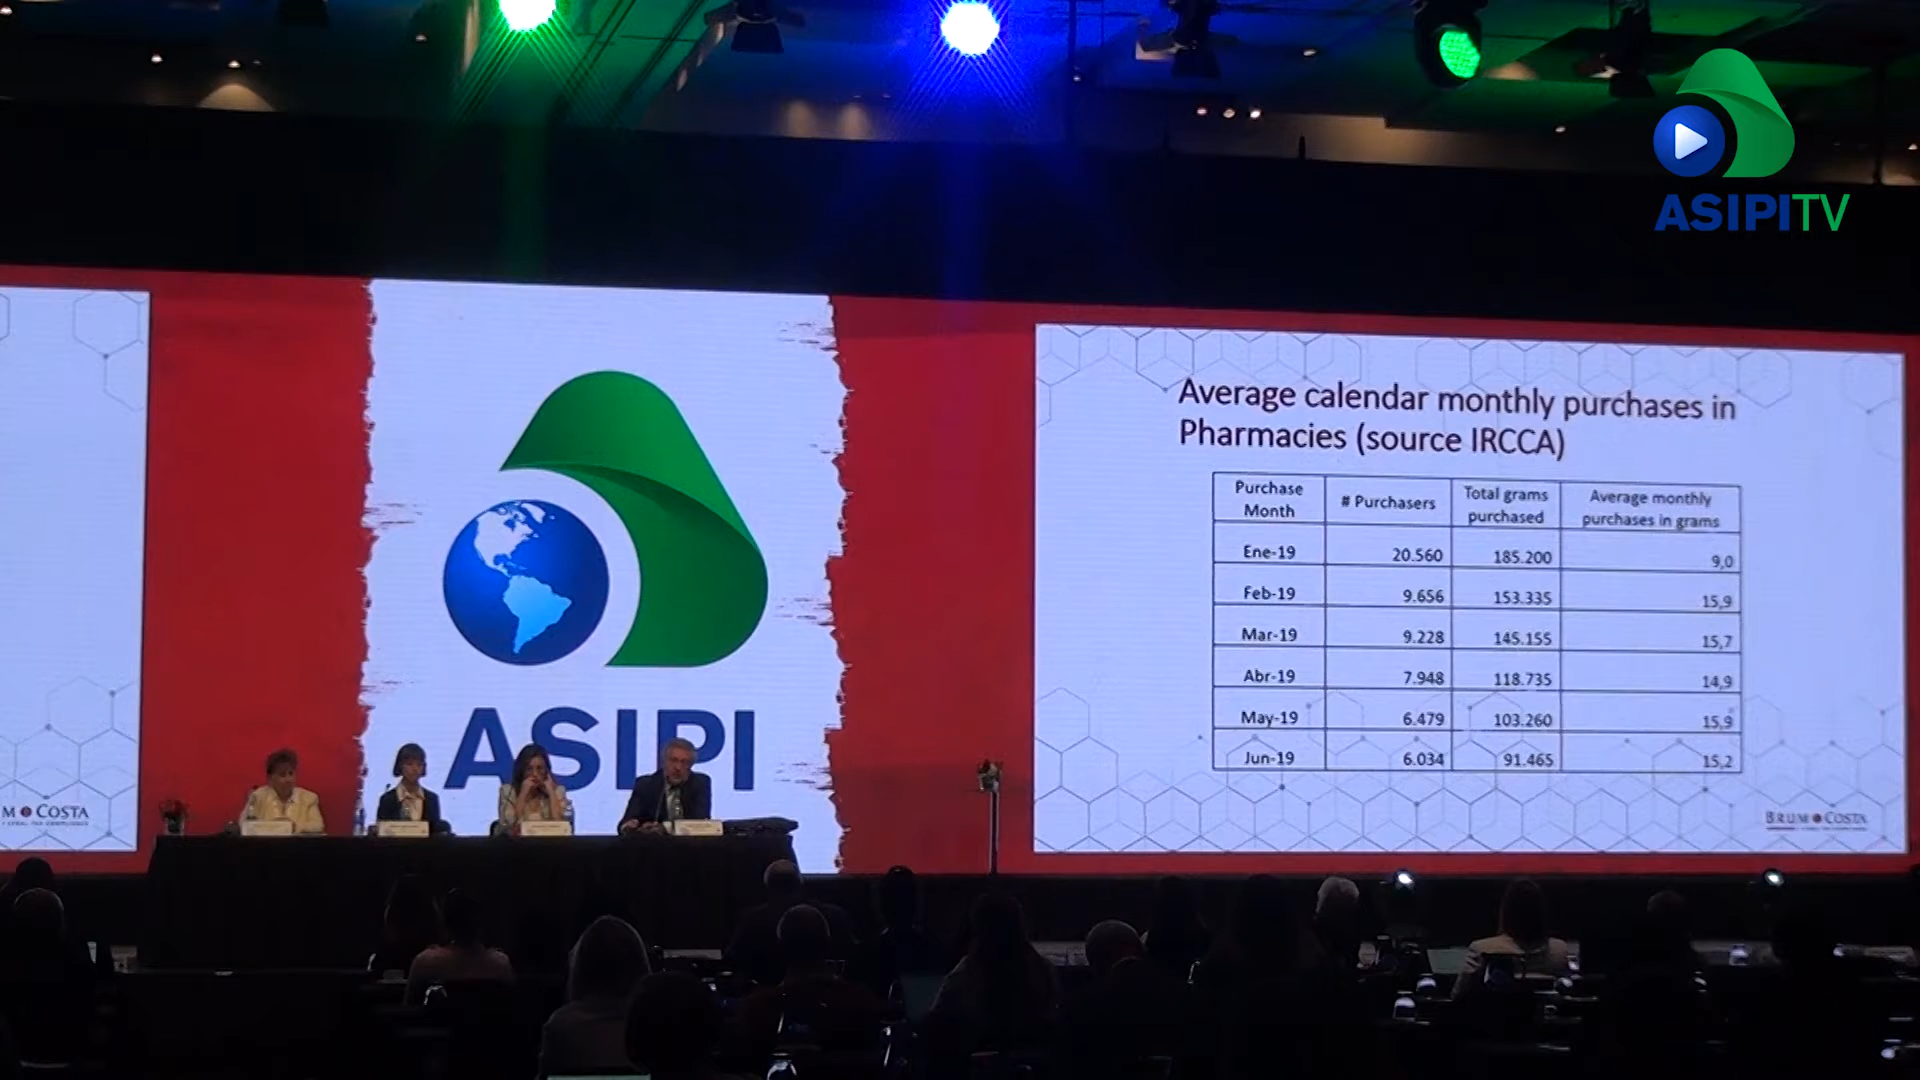 ASIPITV
Average calendar monthly purchases in
Pharmacies (source IRCCA)
Purchase Month # Purchasers Total grams purchased Average monthly purchases in grams
Ene-19 20.560 185.200 9,0
Feb-19 9.656 153.335 15,9
Mar-19 9.228 145.155 15,7
Abr-19 7.948 118.735 14,9
May-19 6.479 103.260 15,9
Jun-19 6.034 91.465 15,2
BRUM COSTA
ASIPI
M COSTA